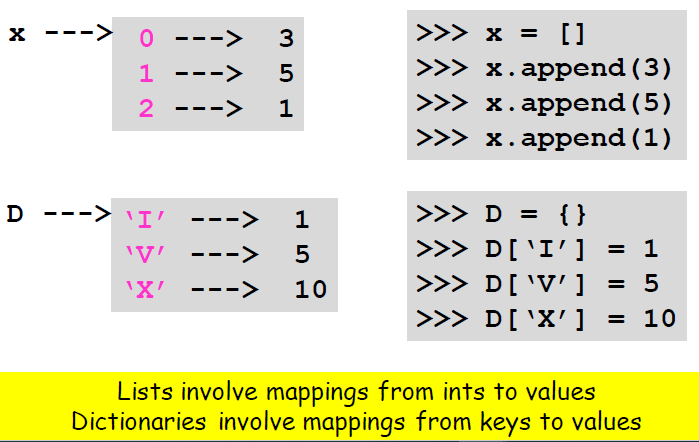 x ---> 0 ---> 3
1 ---> 5
2 ---> 1
>>> x = []
>>> x.append(3)
>>> x.append(5)
>>> x.append(1)
D ---> ‘I’ ---> 1
‘V’ ---> 5
‘X’ ---> 10
>>> D = {}
>>> D[‘I’] = 1
>>> D[‘V’] = 5
>>> D[‘X’] = 10
Lists involve mappings from ints to values
Dictionaries involve mappings from keys to values